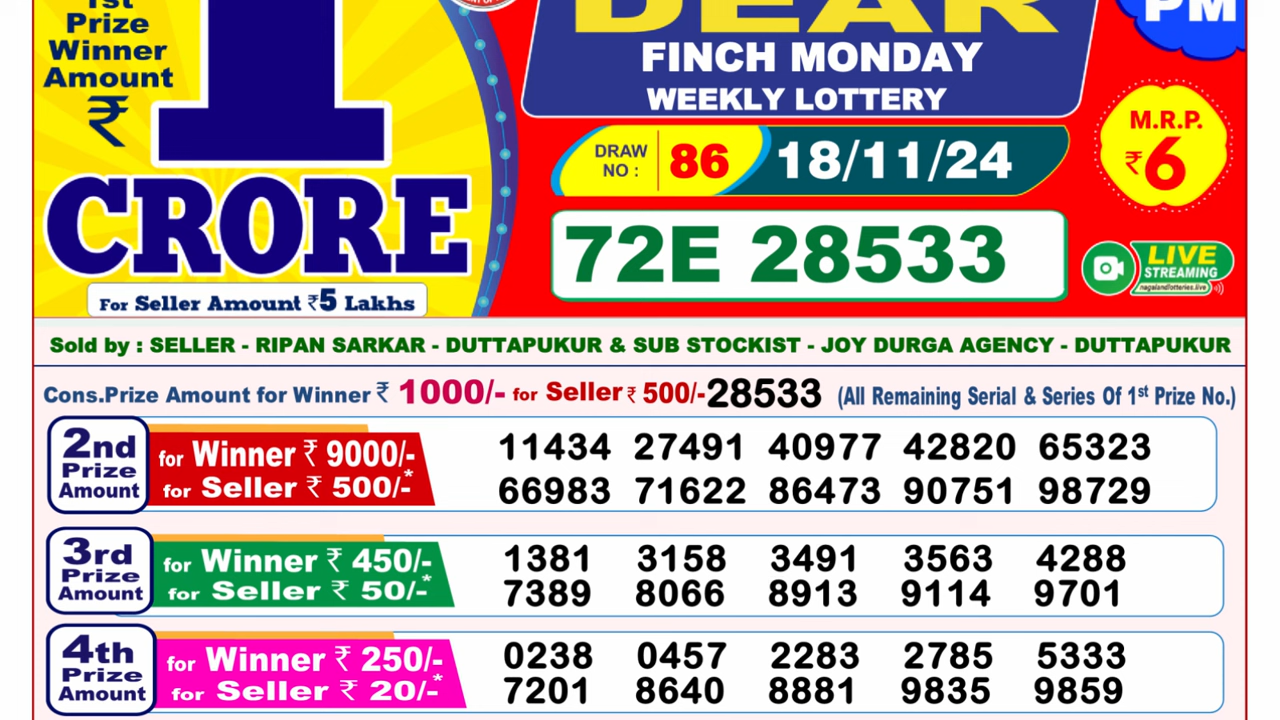 1st
Prize
Winner
Amount
₹
1
CRORE
For Seller Amount ₹5 Lakhs
DEAR
FINCH MONDAY
WEEKLY LOTTERY
PM
DRAW NO : 86 18/11/24
M.R.P.
₹6
72E 28533
LIVE
STREAMING
nagalandlotteries.live
Sold by : SELLER - RIPAN SARKAR - DUTTAPUKUR & SUB STOCKIST - JOY DURGA AGENCY - DUTTAPUKUR
Cons.Prize Amount for Winner ₹ 1000/- for Seller ₹ 500/- 28533 (All Remaining Serial & Series Of 1st Prize No.)
2nd
Prize
Amount
for Winner ₹ 9000/-
for Seller ₹ 500/-*
11434 27491 40977 42820 65323
66983 71622 86473 90751 98729
3rd
Prize
Amount
for Winner ₹ 450/-
for Seller ₹ 50/-*
1381 3158 3491 3563 4288
7389 8066 8913 9114 9701
4th
Prize
Amount
for Winner ₹ 250/-
for Seller ₹ 20/-*
0238 0457 2283 2785 5333
7201 8640 8881 9835 9859